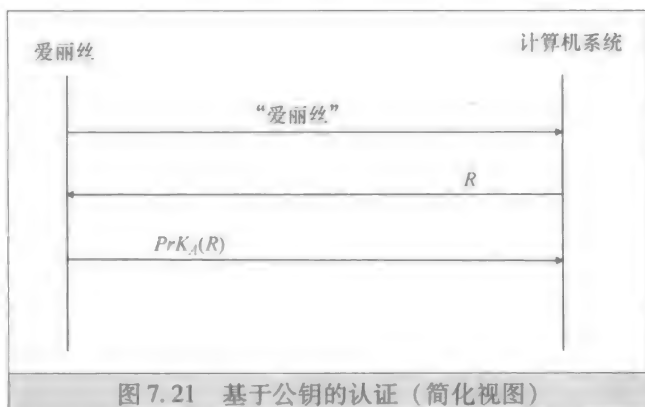 爱丽丝
计算机系统
“爱丽丝”
R
PrK_A(R)
图7.21 基于公钥的认证（简化视图）